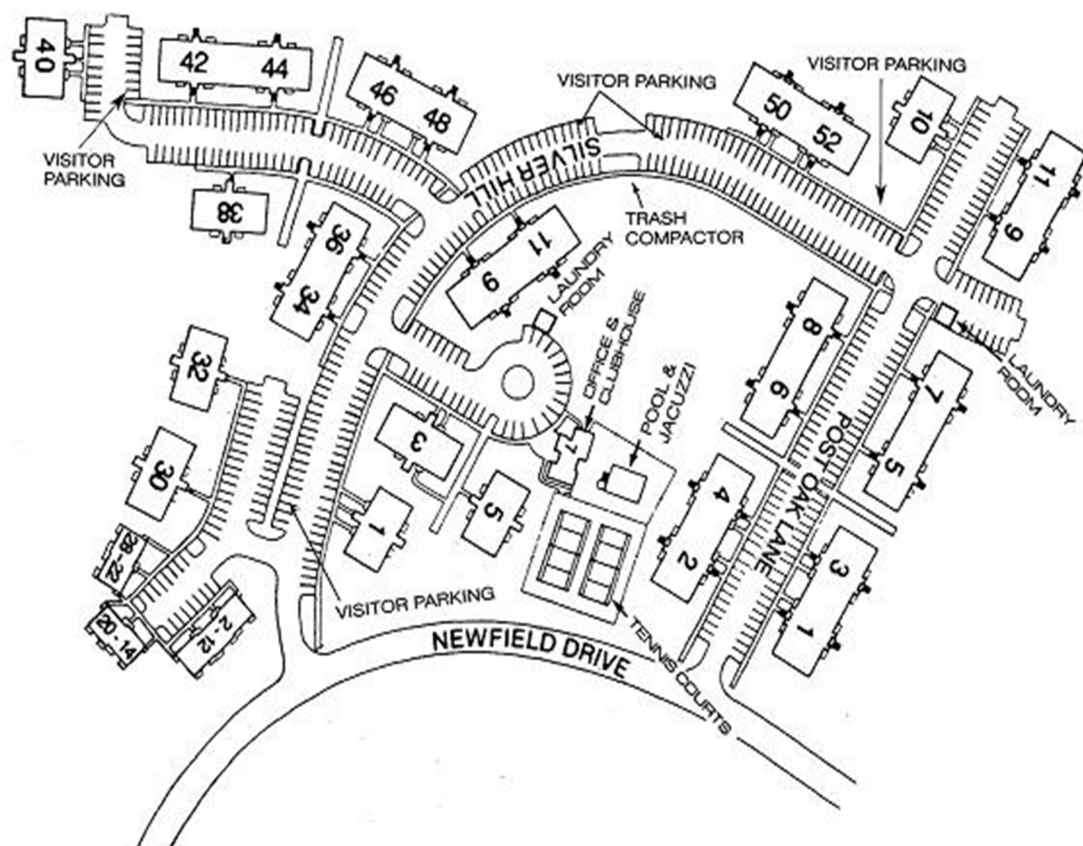 40
42
44
46
48
VISITOR PARKING
VISITOR PARKING
50
52
10
11
9
VISITOR
PARKING
SILVER HILL
38
36
34
TRASH
COMPACTOR
11
9
LAUNDRY
ROOM
OFFICE &
CLUBHOUSE
POOL &
JACUZZI
8
6
LAUNDRY
ROOM
7
5
32
30
3
7
5
1
4
2
POST OAK LANE
3
1
28-22
20-14
2-12
VISITOR PARKING
NEWFIELD DRIVE
TENNIS COURTS